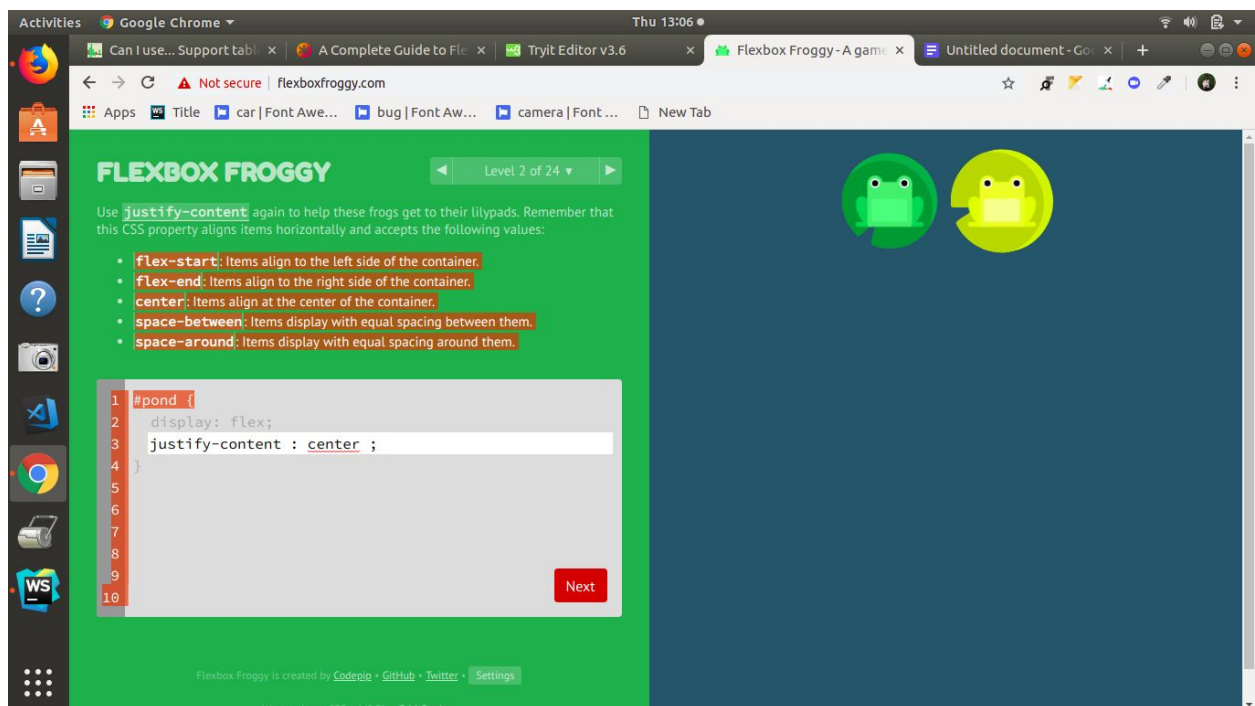 Activities Google Chrome ▾ Thu 13:06 ●
Can I use... Support tabl × A Complete Guide to Fle × Tryit Editor v3.6 × Flexbox Froggy - A game × Untitled document - Goo × +
Not secure | flexboxfroggy.com
Apps Title car | Font Awe... bug | Font Aw... camera | Font ... New Tab
FLEXBOX FROGGY ◀ Level 2 of 24 ▾ ▶
Use justify-content again to help these frogs get to their lilypads. Remember that
this CSS property aligns items horizontally and accepts the following values:
• flex-start: Items align to the left side of the container.
• flex-end: Items align to the right side of the container.
• center: Items align at the center of the container.
• space-between: Items display with equal spacing between them.
• space-around: Items display with equal spacing around them.
1 #pond {
2 display: flex;
3 justify-content : center ;
4 }
5
6
7
8
9
10
Next
WS
Flexbox Froggy is created by Codepip • GitHub • Twitter • Settings